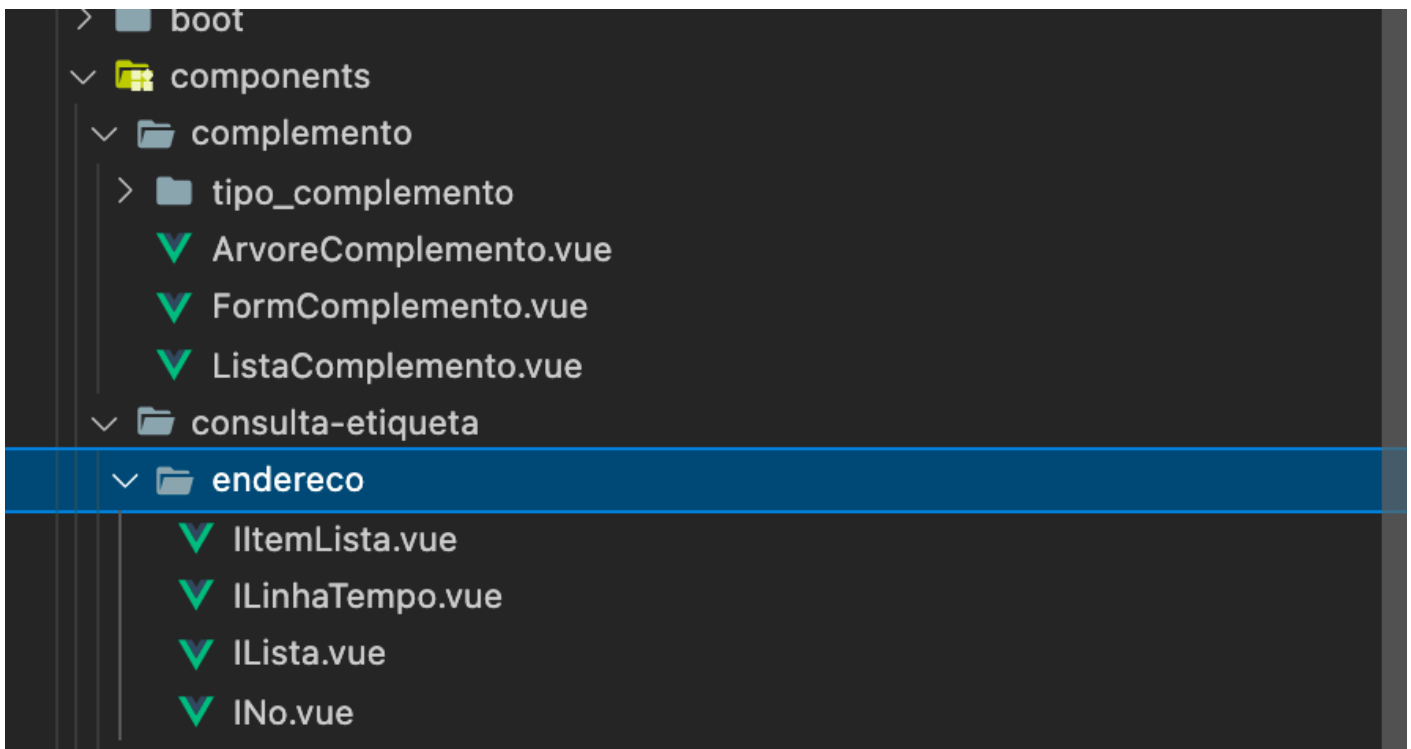 boot
components
complemento
tipo_complemento
ArvoreComplemento.vue
FormComplemento.vue
ListaComplemento.vue
consulta-etiqueta
endereco
IItemLista.vue
ILinhaTempo.vue
ILista.vue
INo.vue